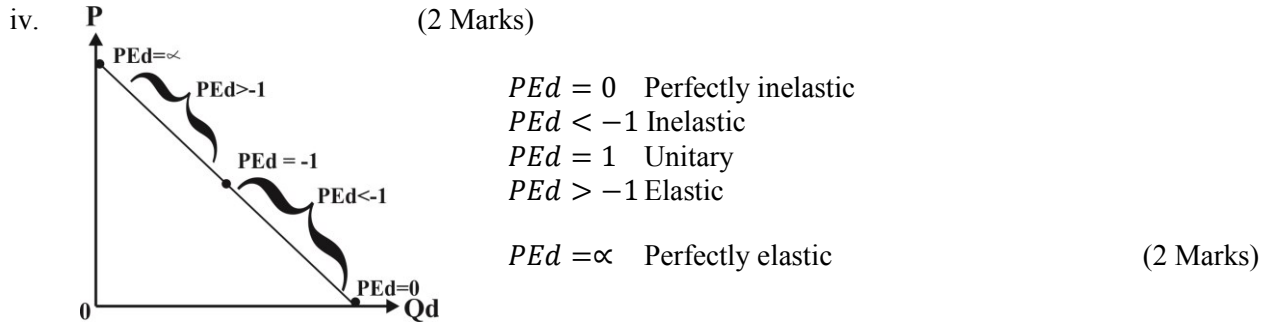 iv.
P
(2 Marks)
PEd=∝
PEd>-1
PEd = -1
PEd<-1
PEd=0
0
Qd
PEd = 0 Perfectly inelastic
PEd < −1 Inelastic
PEd = 1 Unitary
PEd > −1 Elastic
PEd =∝ Perfectly elastic
(2 Marks)